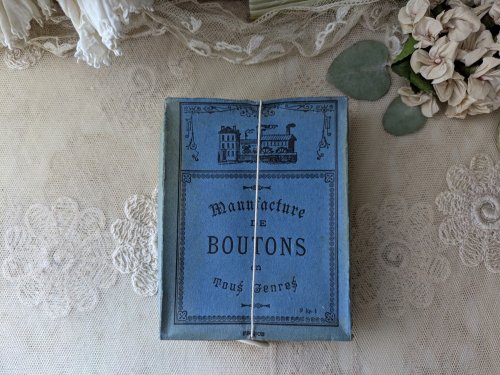 Manufacture
DE
BOUTONS
en
Tous Genres